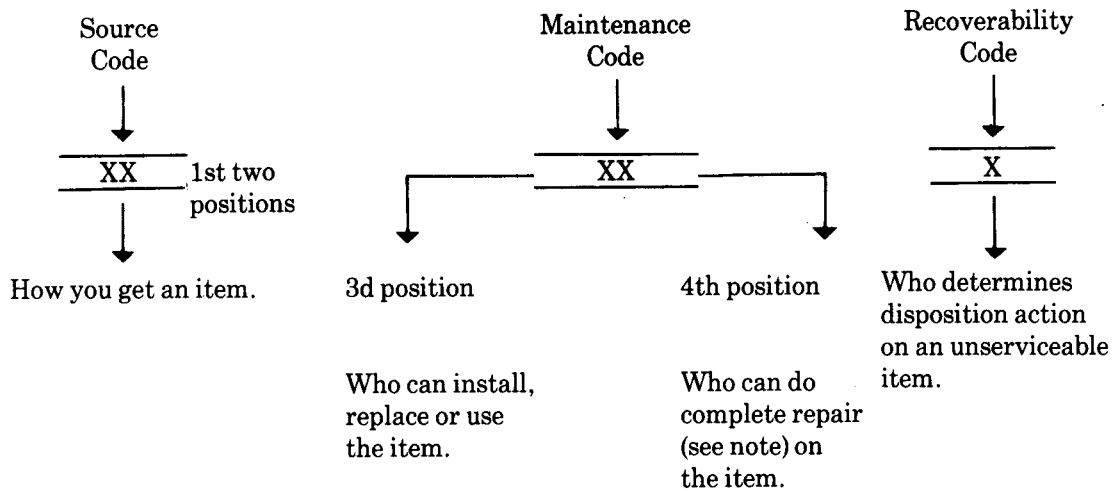 Source
Code
XX
1st two
positions
How you get an item.
Maintenance
Code
XX
3d position
Who can install,
replace or use
the item.
4th position
Who can do
complete repair
(see note) on
the item.
Recoverability
Code
X
Who determines
disposition action
on an unserviceable
item.